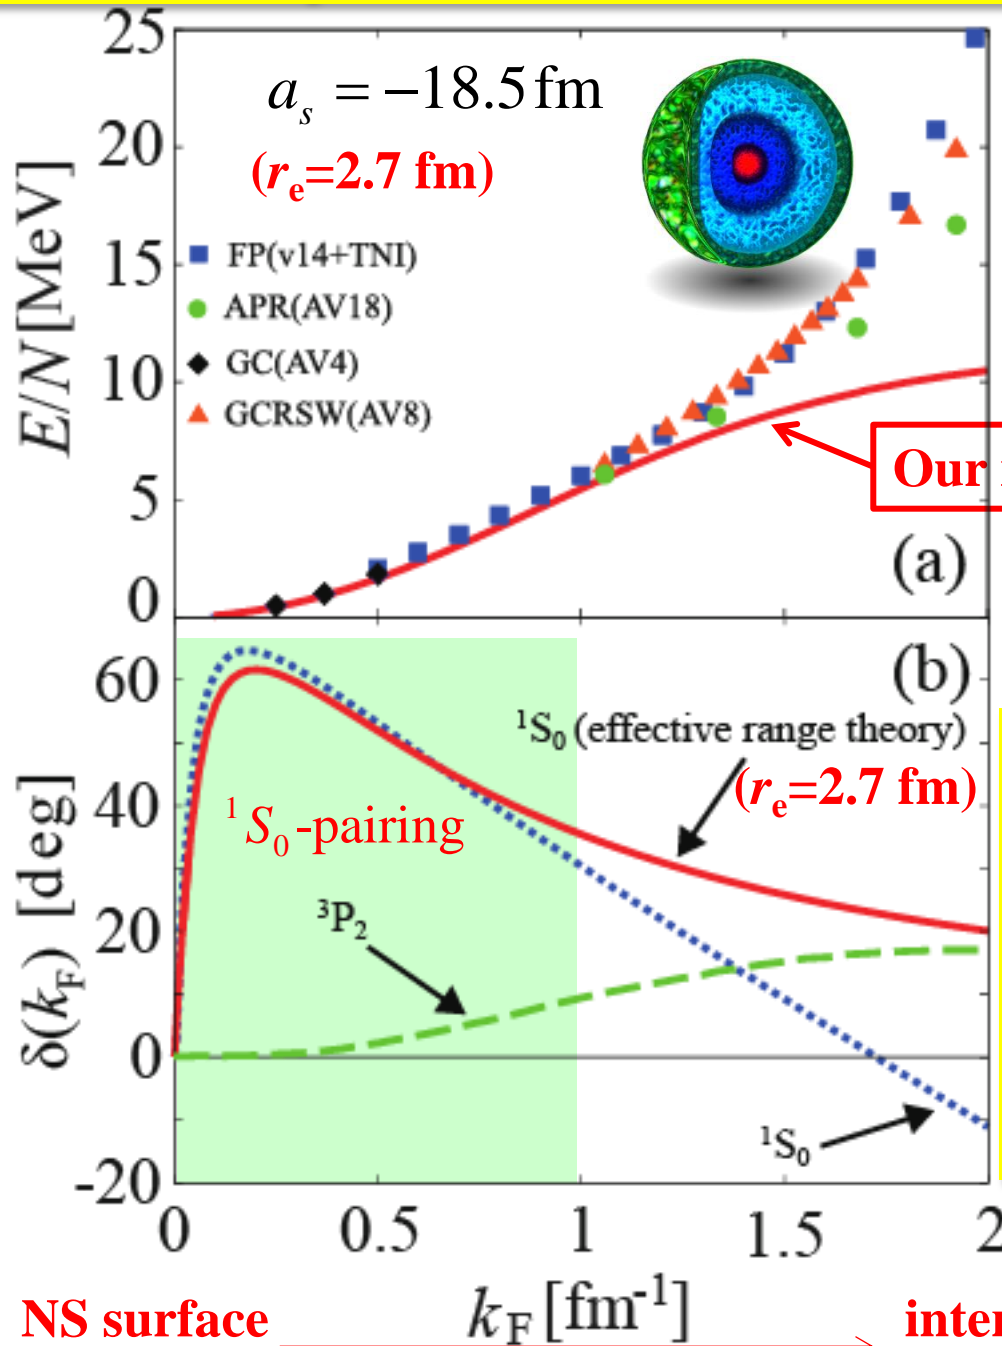 25
20
15
10
5
0
E/N [MeV]
a_s = −18.5 fm
(r_e=2.7 fm)
FP(v14+TNI)
APR(AV18)
GC(AV4)
GCRSW(AV8)
Our
(a)
(b)
60
40
20
0
-20
δ(k_F) [deg]
¹S₀ (effective range theory)
(r_e=2.7 fm)
¹S₀-pairing
³P₂
¹S₀
0 0.5 1 1.5 2
k_F [fm⁻¹]
NS surface